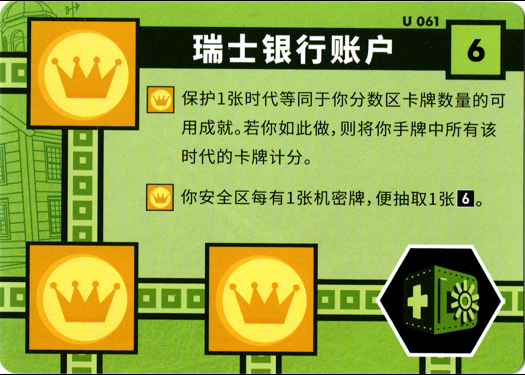 U 061
瑞士银行账户
6
保护1张时代等同于你分数区卡牌数量的可
用成就。若你如此做,则将你手牌中所有该
时代的卡牌计分。
你安全区每有1张机密牌,便抽取1张6。